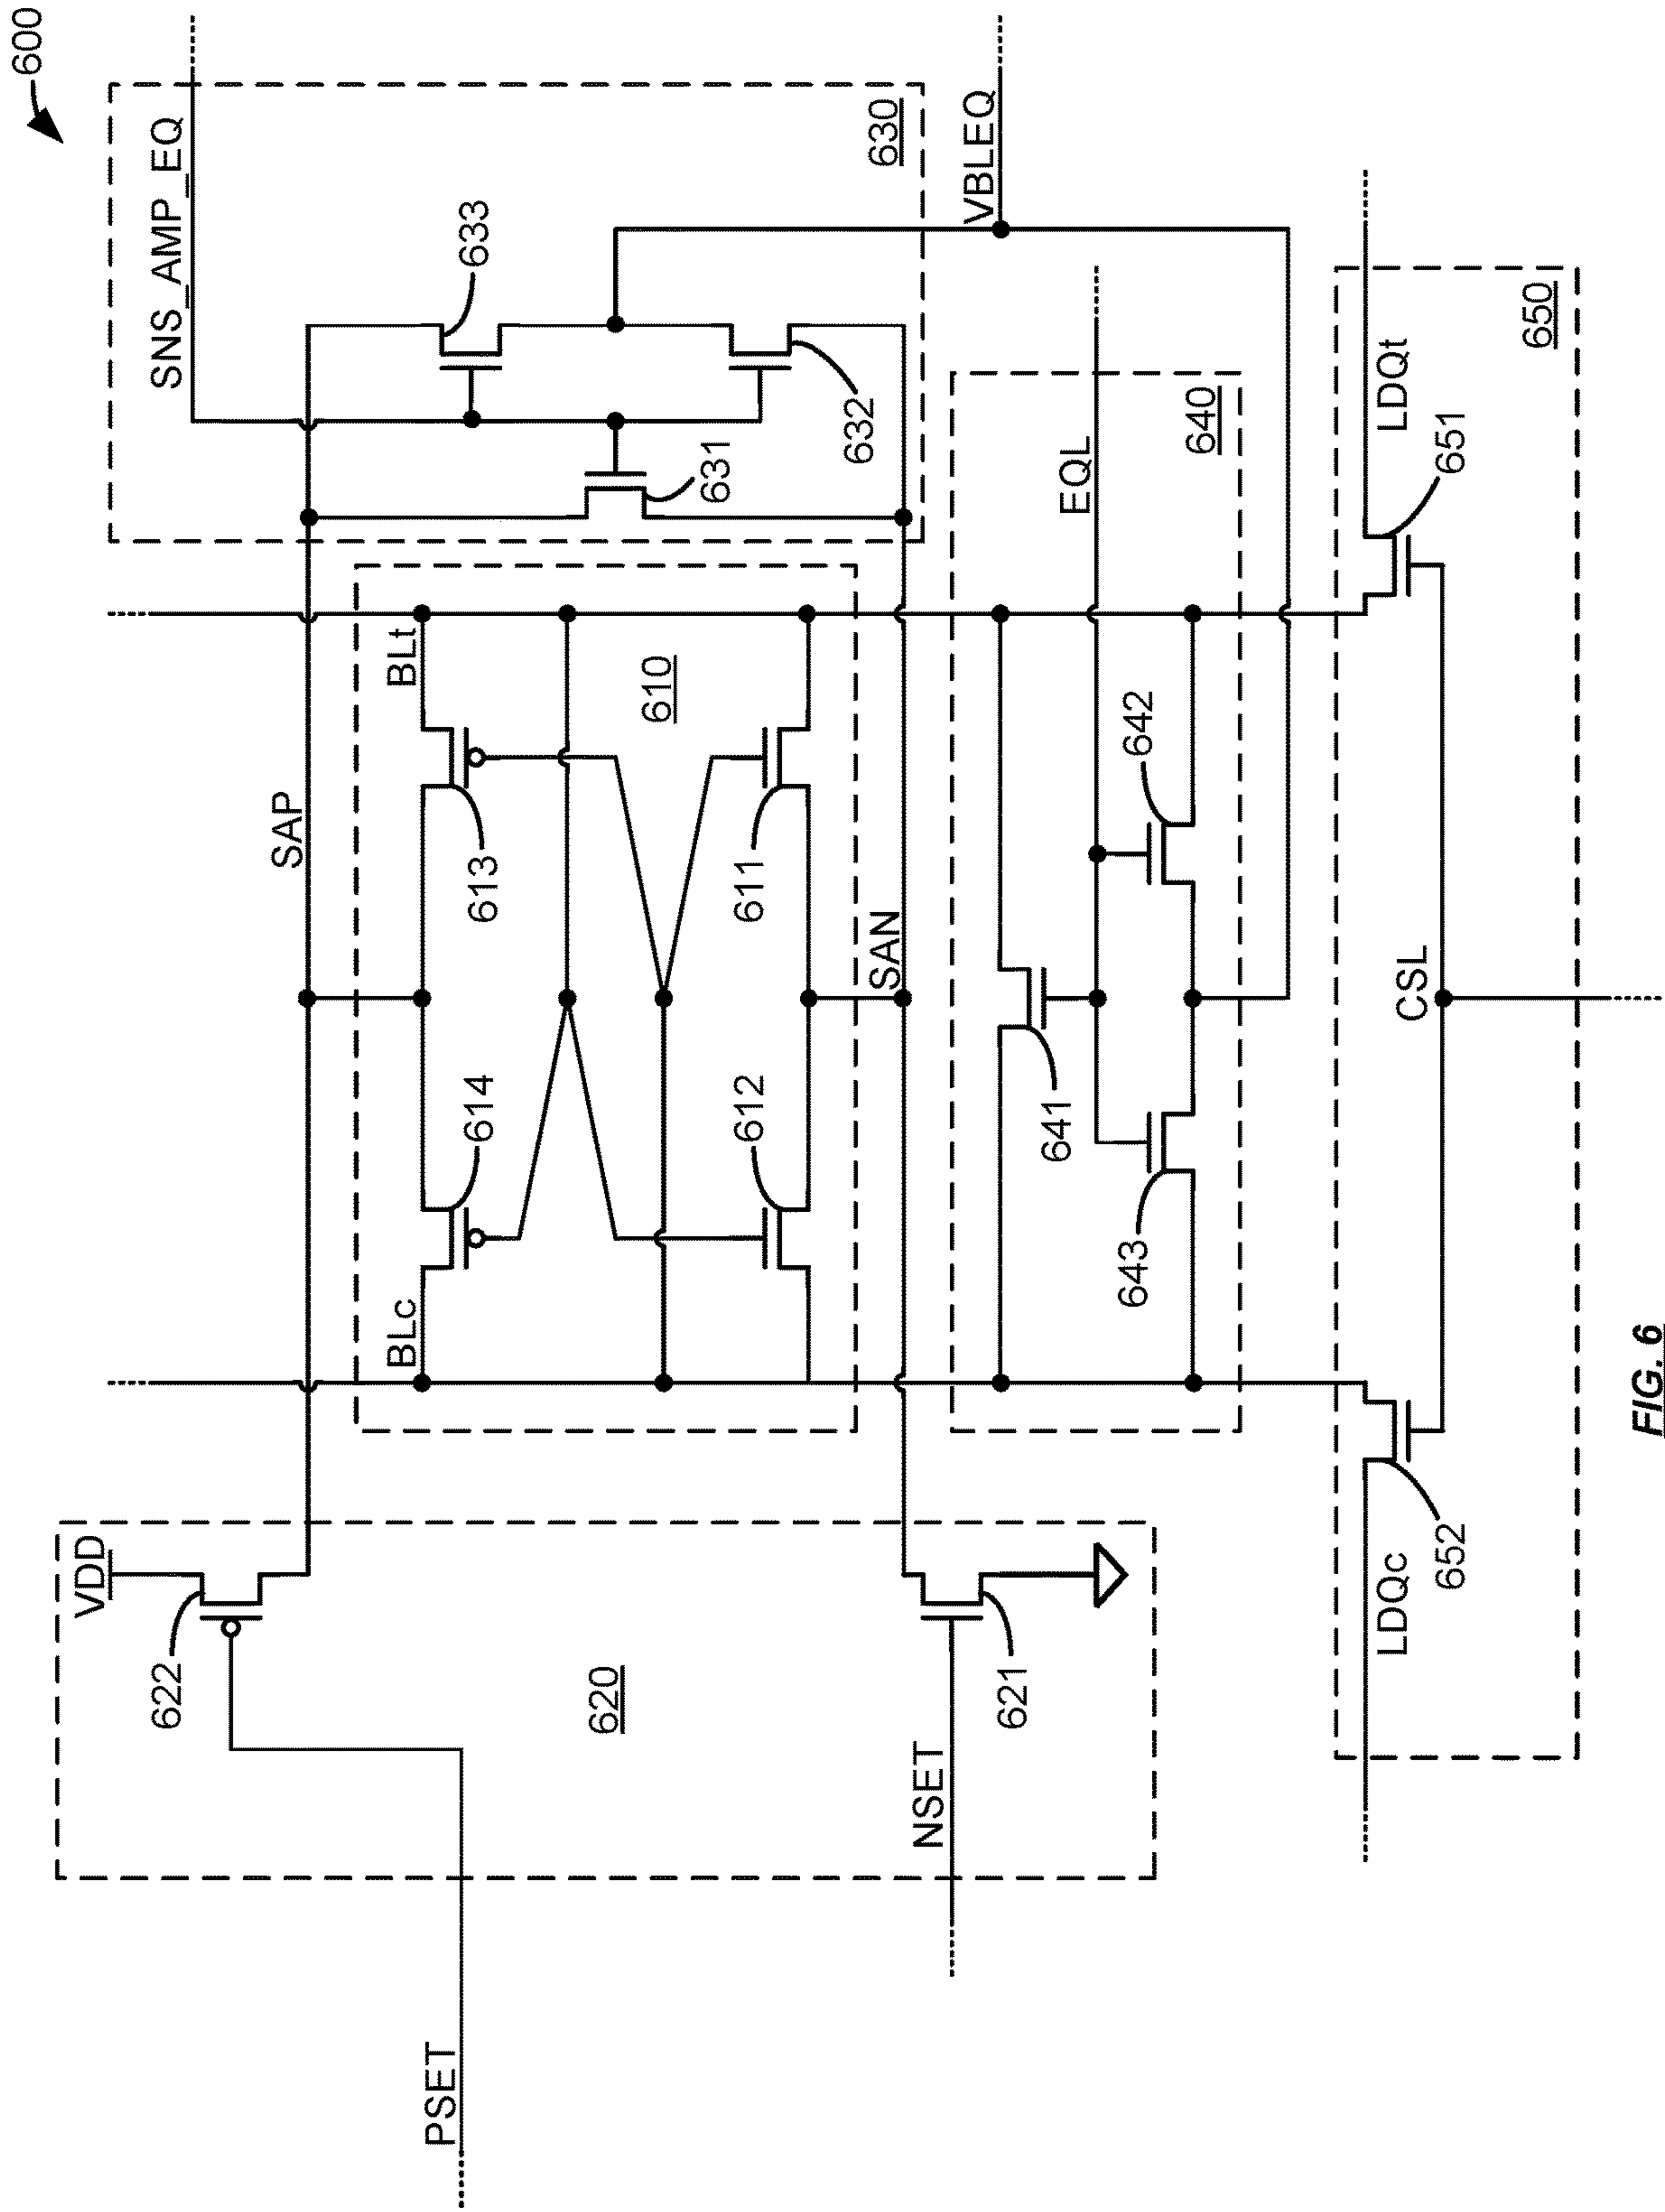 600
SNS_AMP_EQ
633
630
631
632
VBLEQ
SAP
BLt
610
613
611
SAN
614
612
BLc
EQL
640
642
641
643
LDQt
650
651
CSL
LDQc
652
VDD
622
620
621
PSET
NSET
FIG. 6